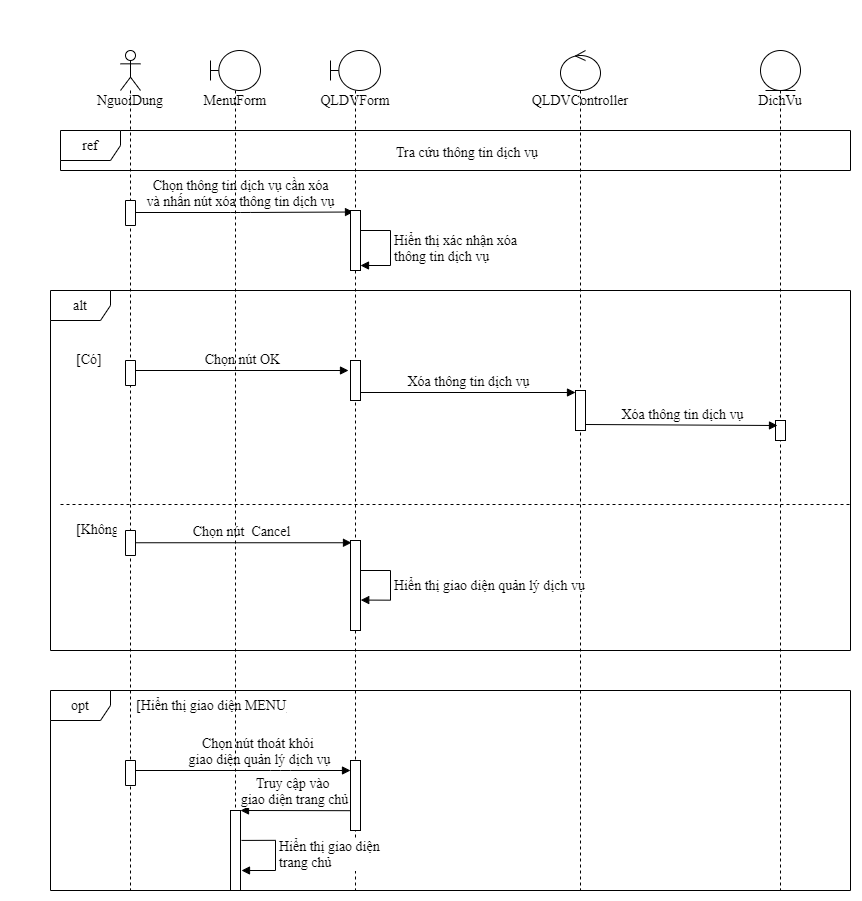 NguoiDung
MenuForm
QLDVForm
QLDVController
DichVu
ref
Tra cứu thông tin dịch vụ
Chọn thông tin dịch vụ cần xóa
và nhấn nút xóa thông tin dịch vụ
Hiển thị xác nhận xóa
thông tin dịch vụ
alt
[Có]
Chọn nút OK
Xóa thông tin dịch vụ
Xóa thông tin dịch vụ
[Không
Chọn nút Cancel
Hiển thị giao diện quản lý dịch vụ
opt
[Hiển thị giao diện MENU
Chọn nút thoát khỏi
giao diện quản lý dịch vụ
Truy cập vào
giao diện trang chủ
Hiển thị giao diện
trang chủ